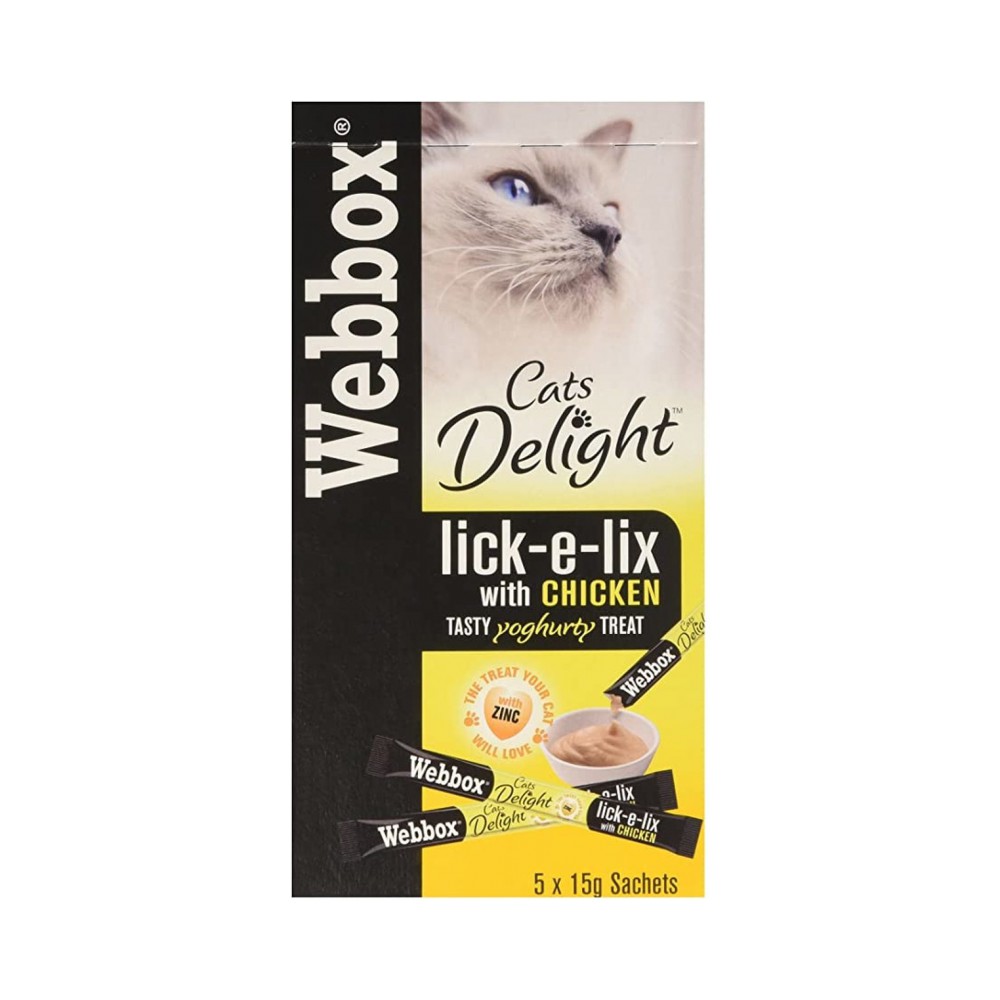 Webbox®
Cats
Delight™
lick-e-lix
with CHICKEN
TASTY yoghurty TREAT
THE TREAT YOUR CAT
with
ZINC
WILL LOVE
Webbox
Cats
Delight
Webbox®
Cats
Delight
lick-e-lix
with CHICKEN
Webbox®
Cats
Delight
e-lix
5 x 15g Sachets